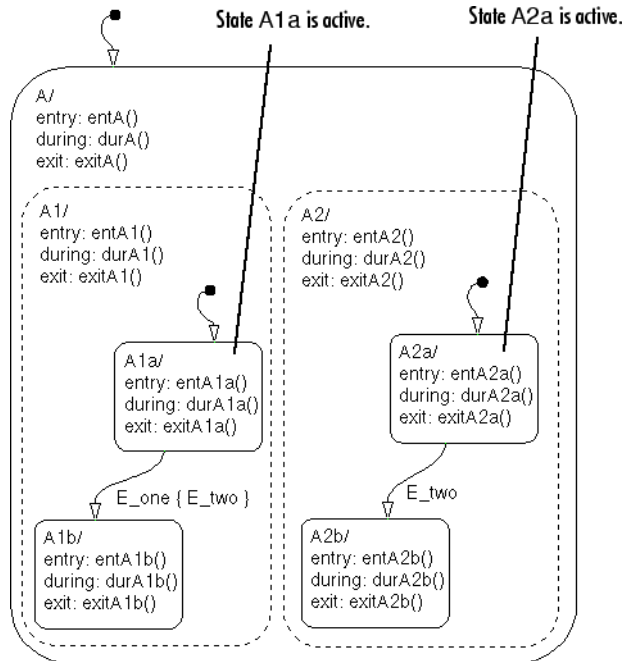 State A1a is active.
State A2a is active.
A/
entry: entA()
during: durA()
exit: exitA()
A1/
entry: entA1()
during: durA1()
exit: exitA1()
A2/
entry: entA2()
during: durA2()
exit: exitA2()
A1a/
entry: entA1a()
during: durA1a()
exit: exitA1a()
A2a/
entry: entA2a()
during: durA2a()
exit: exitA2a()
E_one { E_two }
E_two
A1b/
entry: entA1b()
during: durA1b()
exit: exitA1b()
A2b/
entry: entA2b()
during: durA2b()
exit: exitA2b()